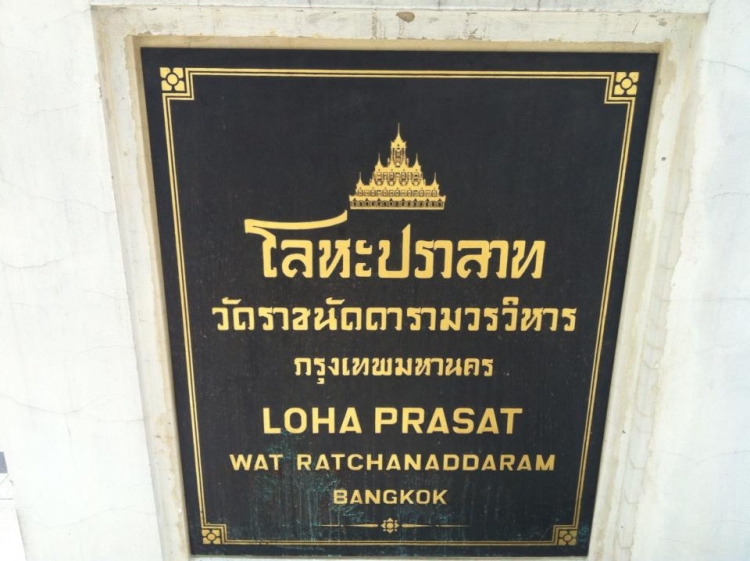 โลหะปราสาท
วัดราชนัดดารามวรวิหาร
กรุงเทพมหานคร
LOHA PRASAT
WAT RATCHANADDARAM
BANGKOK